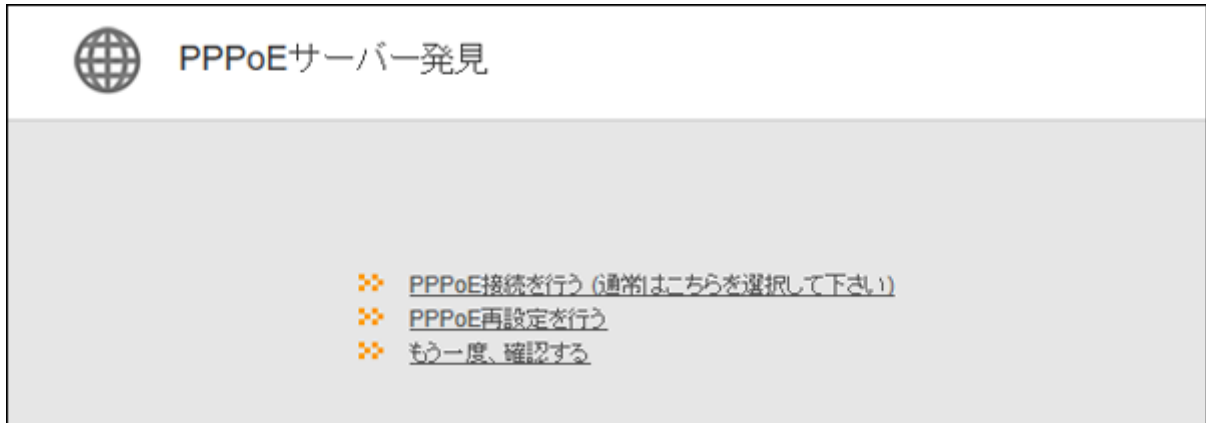 PPPoEサーバー発見
PPPoE接続を行う (通常はこちらを選択して下さい)
PPPoE再設定を行う
もう一度、確認する